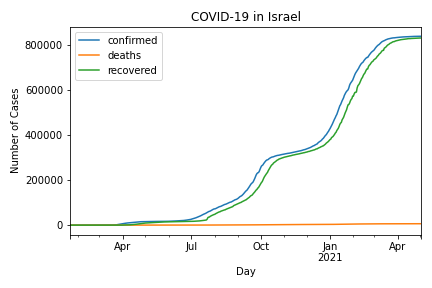 COVID-19 in Israel
confirmed
deaths
recovered
Number of Cases
800000
600000
400000
200000
0
Apr Jul Oct Jan Apr
2021
Day